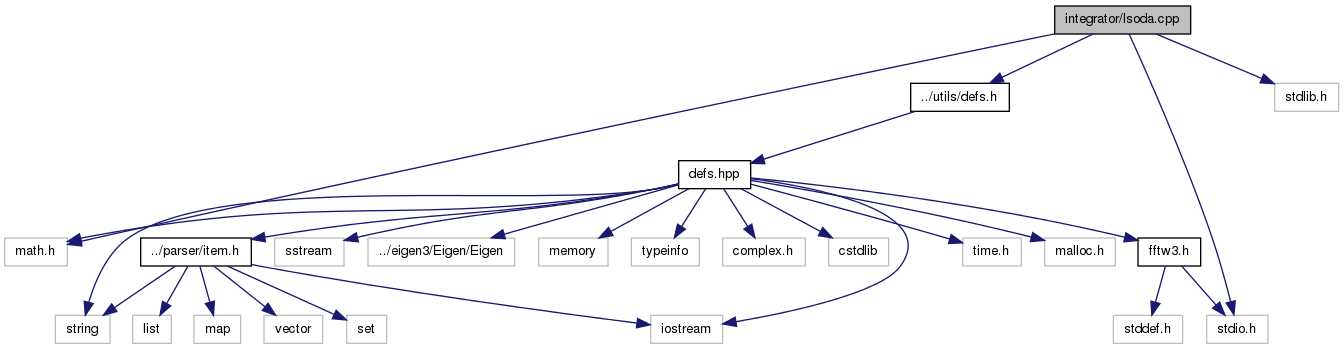 integrator/lsoda.cpp
../utils/defs.h
stdlib.h
defs.hpp
math.h
../parser/item.h
sstream
../eigen3/Eigen/Eigen
memory
typeinfo
complex.h
cstdlib
time.h
malloc.h
fftw3.h
string
list
map
vector
set
iostream
stddef.h
stdio.h